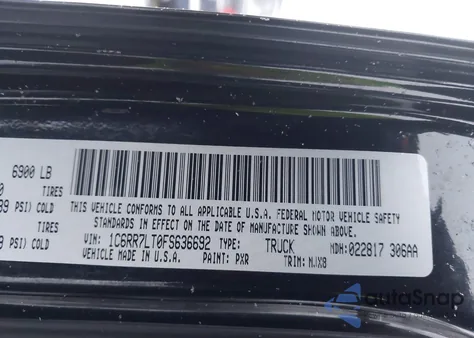 6900 LB
0 TIRES
39 PSI) COLD
TIRES
PSI) COLD
THIS VEHICLE CONFORMS TO ALL APPLICABLE U.S.A. FEDERAL MOTOR VEHICLE SAFETY
STANDARDS IN EFFECT ON THE DATE OF MANUFACTURE SHOWN ABOVE.
VIN: 1C6RR7LT0FS636692 TYPE: TRUCK MDH: 022817 306AA
VEHICLE MADE IN U.S.A. PAINT: PXR TRIM: MJX8
autoSnap